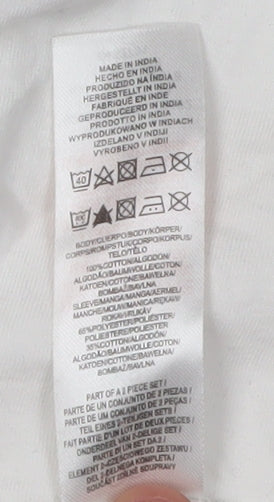 MADE IN INDIA
HECHO EN INDIA
PRODUZIDO NA ÍNDIA
HERGESTELLT IN INDIA
FABRIQUÉ EN INDE
GEPRODUCEERD IN INDIA
PRODOTTO IN INDIA
WYPRODUKOWANO W INDIACH
IZDELANO V INDIJI
VYROBENO V INDII
40
BODY/CUERPO/BODY/KÖRPER/
CORPS/ROMPSTUK/CORPO/KORPUS/
TELO/TĚLO
100%COTTON/ALGODÓN/
ALGODÃO/BAUMWOLLE/COTON/
KATOEN/COTONE/BAWEŁNA/
BOMBAŽ/BAVLNA
SLEEVE/MANGA/MANGA/ÄRMEL/
MANCHE/MOUW/MANICA/RĘKAW/
ROKAV/RUKÁV
65%POLYESTER/POLIÉSTER/
POLIÉSTER
35%COTTON/ALGODÓN/
ALGODÃO/BAUMWOLLE/COTON/
KATOEN/COTONE/BAWEŁNA/
BOMBAŽ/BAVLNA
PART OF A 2 PIECE SET /
PARTE DE UN CONJUNTO DE 2 PIEZAS /
PARTE DE UM CONJUNTO DE 2 PEÇAS /
TEIL EINES 2-TEILIGEN SETS /
FAIT PARTIE D'UN LOT DE DEUX PIÈCES /
ONDERDEEL VAN 2-DELIGE SET /
PARTE DI UN SET DA 2 /
ELEMENT 2-CZĘŚCIOWEGO ZESTAWU /
DEL 2-DELNEGA KOMPLETA /
SOUČÁST SOUPRAVY